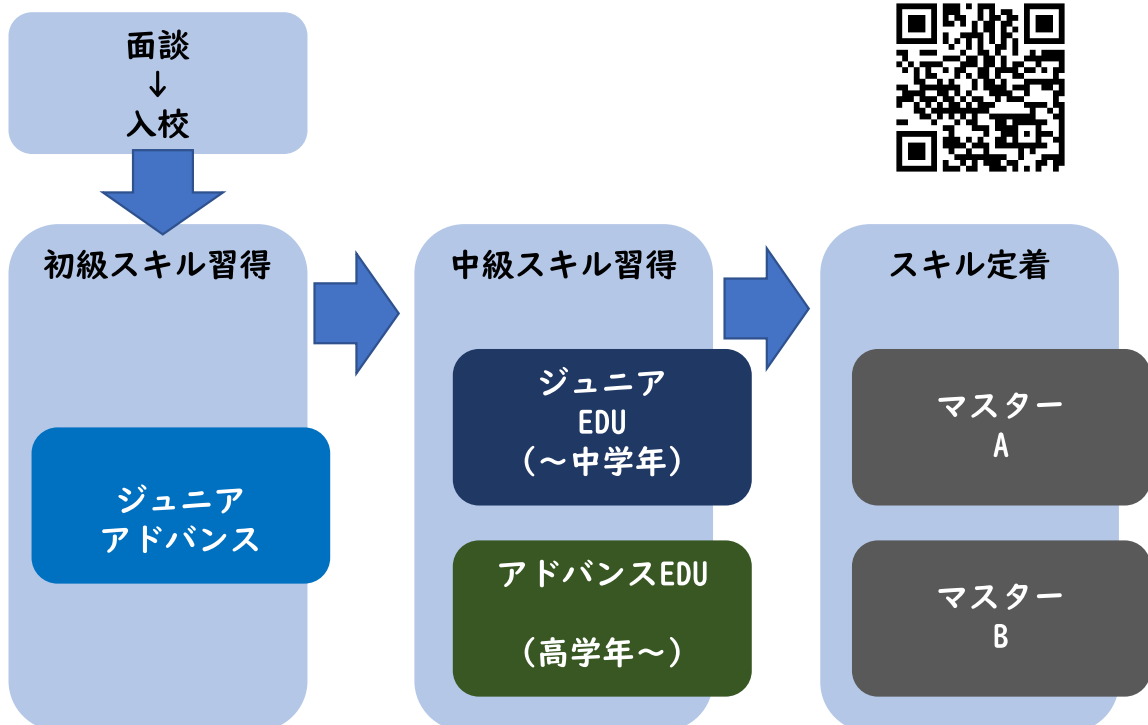 面談
↓
入校
初級スキル習得
ジュニア
アドバンス
中級スキル習得
ジュニア
EDU
(～中学年)
アドバンスEDU
(高学年～)
スキル定着
マスター
A
マスター
B